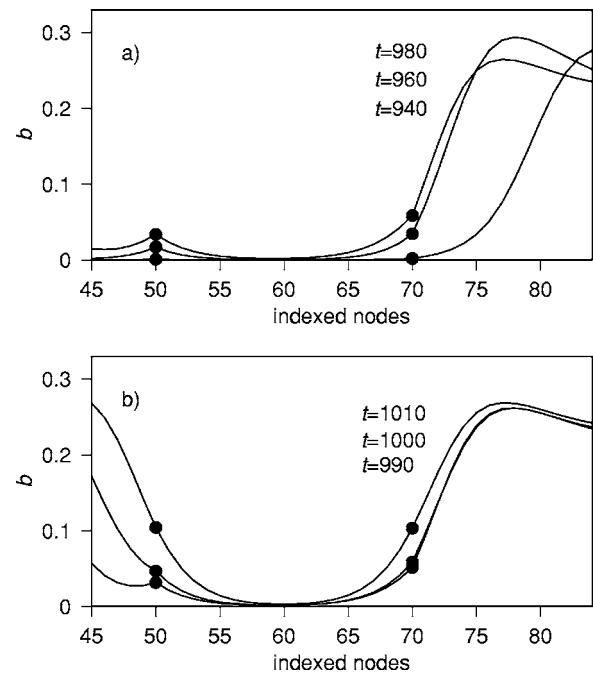 0.3
0.2
0.1
0
b
a)
t=980
t=960
t=940
45 50 55 60 65 70 75 80
indexed nodes
0.3
0.2
0.1
0
b
b)
t=1010
t=1000
t=990
45 50 55 60 65 70 75 80
indexed nodes